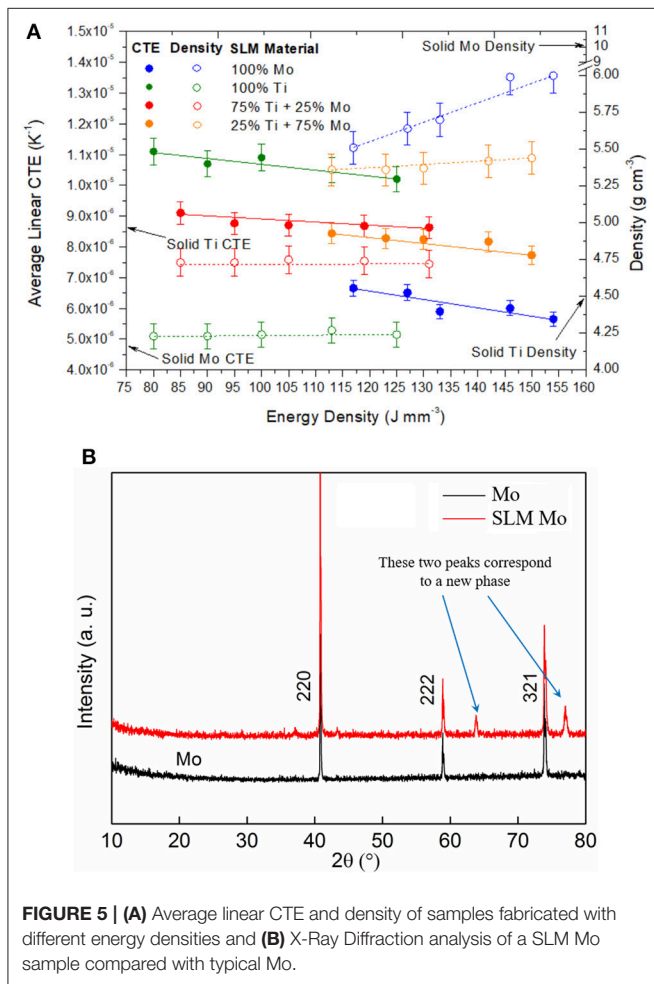 A
CTE Density SLM Material
100% Mo
100% Ti
75% Ti + 25% Mo
25% Ti + 75% Mo
Solid Mo Density
Solid Ti CTE
Solid Mo CTE
Solid Ti Density
Average Linear CTE (K⁻¹)
1.5x10⁻⁵
1.4x10⁻⁵
1.3x10⁻⁵
1.2x10⁻⁵
1.1x10⁻⁵
1.0x10⁻⁵
9.0x10⁻⁶
8.0x10⁻⁶
7.0x10⁻⁶
6.0x10⁻⁶
5.0x10⁻⁶
4.0x10⁻⁶
11
10
9
6.00
5.75
5.50
5.25
5.00
4.75
4.50
4.25
4.00
Density (g cm⁻³)
75 80 85 90 95 100 105 110 115 120 125 130 135 140 145 150 155 160
Energy Density (J mm⁻³)
B
Mo
SLM Mo
These two peaks correspond
to a new phase
Intensity (a. u.)
220
222
321
Mo
10 20 30 40 50 60 70 80
2θ (°)
FIGURE 5 | (A) Average linear CTE and density of samples fabricated with
different energy densities and (B) X-Ray Diffraction analysis of a SLM Mo
sample compared with typical Mo.